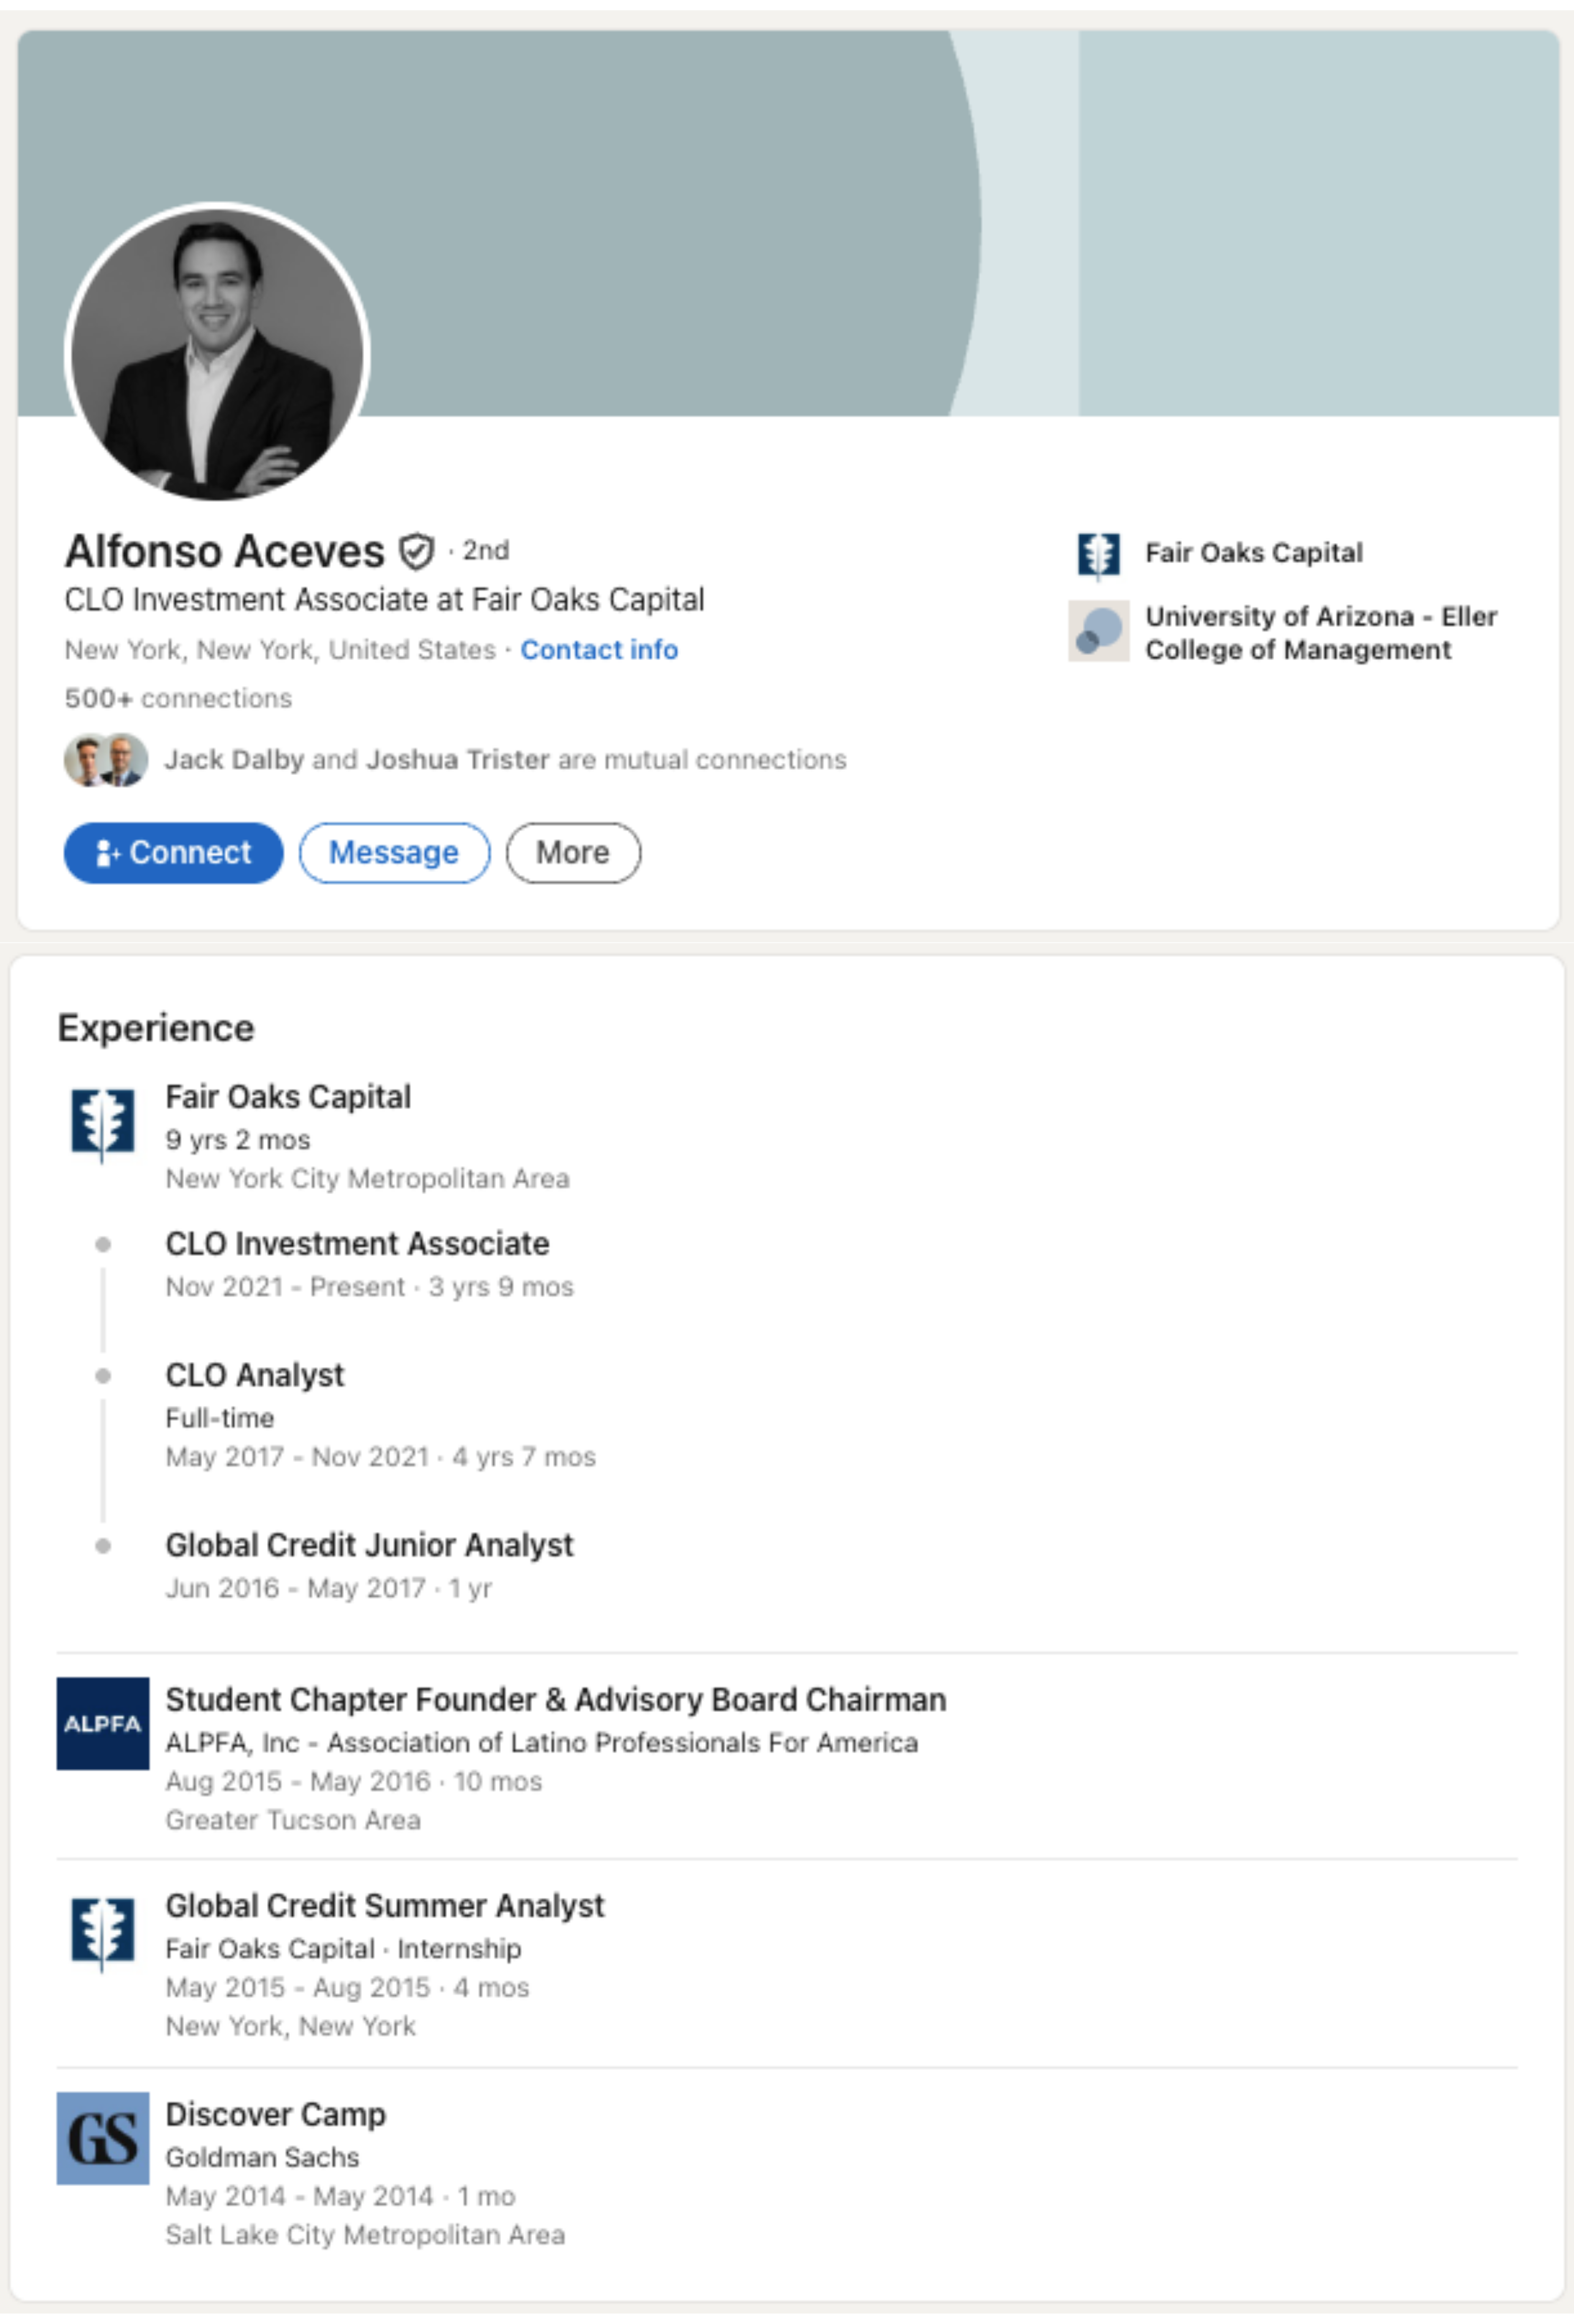 Alfonso Aceves · 2nd
CLO Investment Associate at Fair Oaks Capital
New York, New York, United States · Contact info
500+ connections
Jack Dalby and Joshua Trister are mutual connections
Connect
Message
More
Fair Oaks Capital
University of Arizona - Eller
College of Management
Experience
Fair Oaks Capital
9 yrs 2 mos
New York City Metropolitan Area
CLO Investment Associate
Nov 2021 - Present · 3 yrs 9 mos
CLO Analyst
Full-time
May 2017 - Nov 2021 · 4 yrs 7 mos
Global Credit Junior Analyst
Jun 2016 - May 2017 · 1 yr
ALPFA
Student Chapter Founder & Advisory Board Chairman
ALPFA, Inc - Association of Latino Professionals For America
Aug 2015 - May 2016 · 10 mos
Greater Tucson Area
Global Credit Summer Analyst
Fair Oaks Capital · Internship
May 2015 - Aug 2015 · 4 mos
New York, New York
GS
Discover Camp
Goldman Sachs
May 2014 - May 2014 · 1 mo
Salt Lake City Metropolitan Area